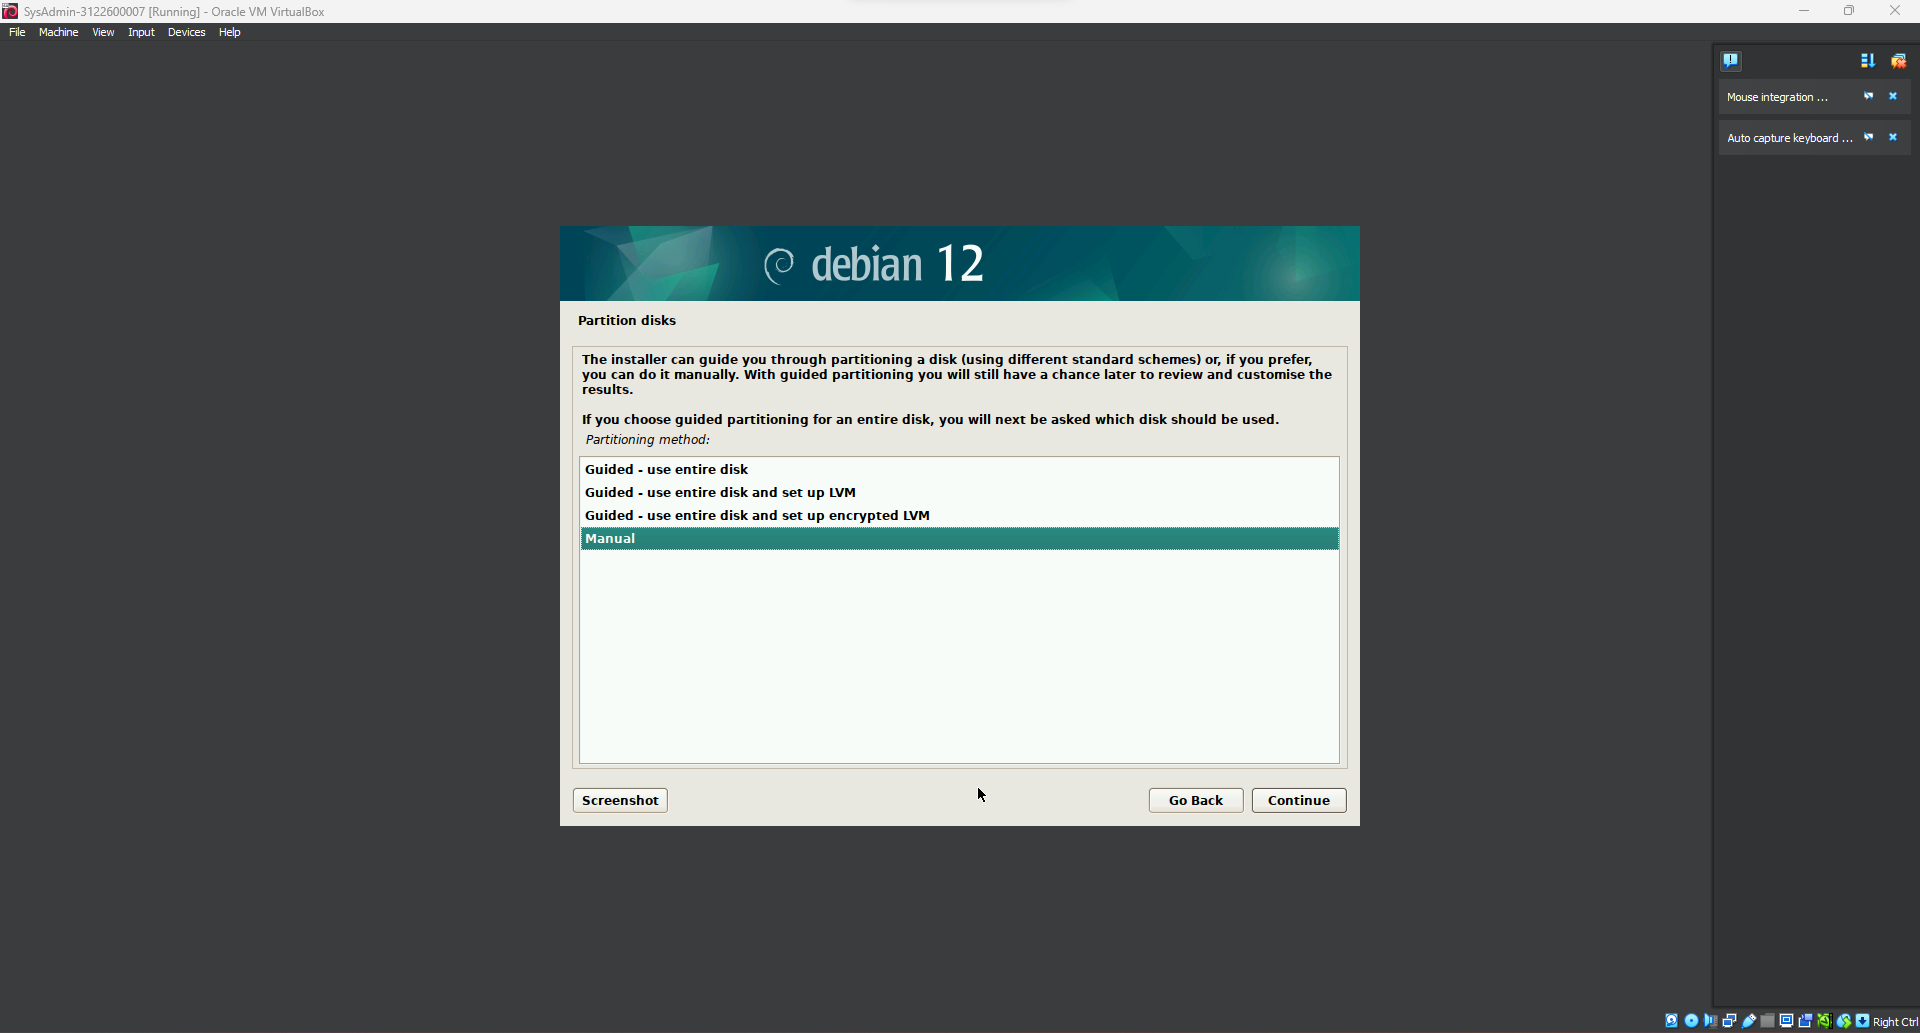 SysAdmin-3122600007 [Running] - Oracle VM VirtualBox
File Machine View Input Devices Help
Mouse integration ...
Auto capture keyboard ...
debian 12
Partition disks
The installer can guide you through partitioning a disk (using different standard schemes) or, if you prefer,
you can do it manually. With guided partitioning you will still have a chance later to review and customise the
results.
If you choose guided partitioning for an entire disk, you will next be asked which disk should be used.
Partitioning method:
Guided - use entire disk
Guided - use entire disk and set up LVM
Guided - use entire disk and set up encrypted LVM
Manual
Screenshot Go Back Continue
Right Ctrl